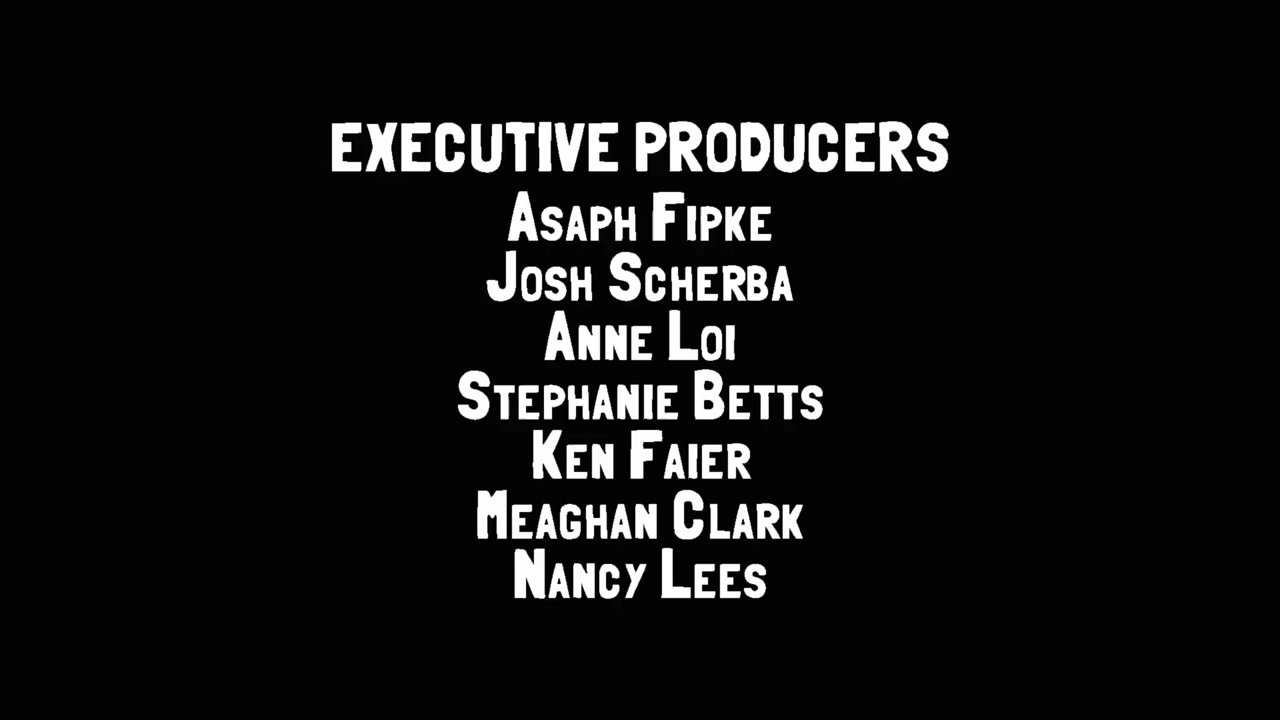 EXECUTIVE PRODUCERS
ASAPH FIPKE
JOSH SCHERBA
ANNE LOI
STEPHANIE BETTS
KEN FAIER
MEAGHAN CLARK
NANCY LEES